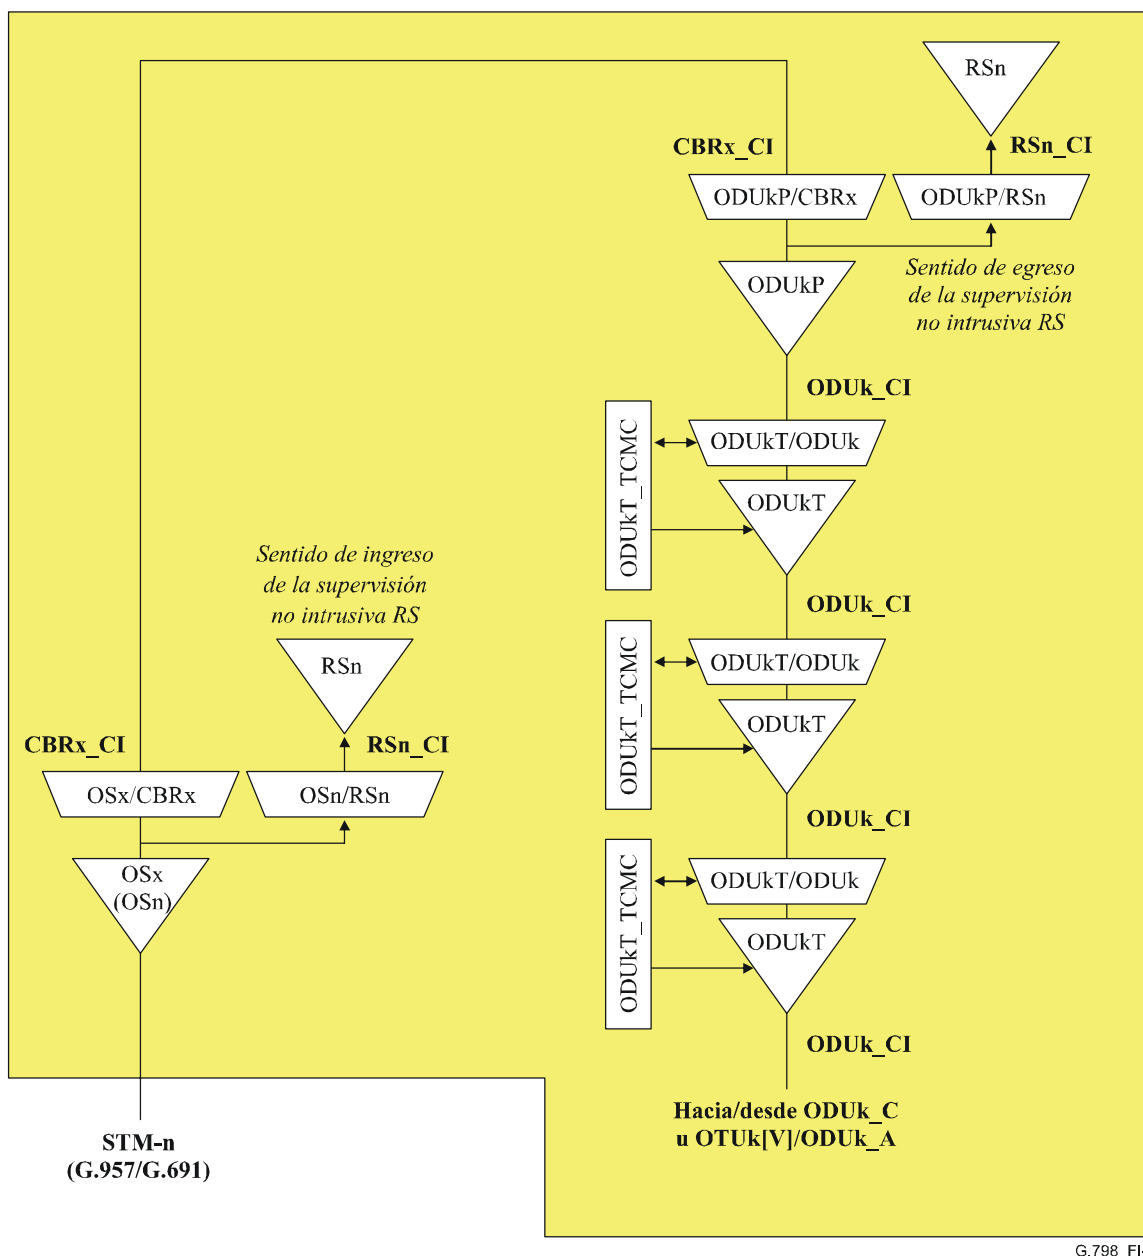 RSn
CBRx_CI
RSn_CI
ODUkP/CBRx
ODUkP/RSn
ODUkP
Sentido de egreso
de la supervisión
no intrusiva RS
ODUk_CI
ODUkT_TCMC
ODUkT/ODUk
ODUkT
ODUk_CI
ODUkT_TCMC
ODUkT/ODUk
ODUkT
ODUk_CI
ODUkT_TCMC
ODUkT/ODUk
ODUkT
ODUk_CI
Hacia/desde ODUk_C
u OTUk[V]/ODUk_A
Sentido de ingreso
de la supervisión
no intrusiva RS
RSn
CBRx_CI
RSn_CI
OSx/CBRx
OSn/RSn
OSx
(OSn)
STM-n
(G.957/G.691)